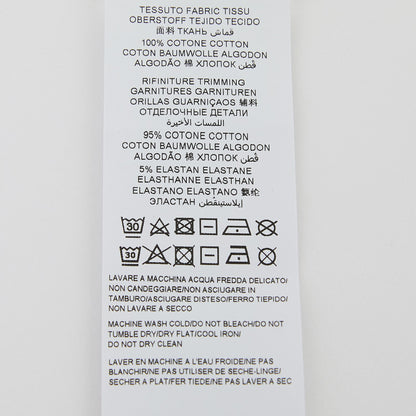 TESSUTO FABRIC TISSU
OBERSTOFF TEJIDO TECIDO
面料 ТКАНЬ قماش
100% COTONE COTTON
COTON BAUMWOLLE ALGODON
ALGODÃO 棉 ХЛОПОК قُطن
RIFINITURE TRIMMING
GARNITURES GARNITUREN
ORILLAS GUARNIÇAOS 辅料
ОТДЕЛОЧНЫЕ ДЕТАЛИ
اللمسات الأخيرة
95% COTONE COTTON
COTON BAUMWOLLE ALGODON
ALGODÃO 棉 ХЛОПОК قُطن
5% ELASTAN ELASTANE
ELASTHANNE ELASTHAN
ELASTANO ELASTANO 氨纶
ЭЛАСТАН إيلاستيتقُطن
30
30
LAVARE A MACCHINA ACQUA FREDDA DELICATO/
NON CANDEGGIARE/NON ASCIUGARE IN
TAMBURO/ASCIUGARE DISTESO/FERRO TIEPIDO/
NON LAVARE A SECCO
MACHINE WASH COLD/DO NOT BLEACH/DO NOT
TUMBLE DRY/DRY FLAT/COOL IRON/
DO NOT DRY CLEAN
LAVER EN MACHINE A L'EAU FROIDE/NE PAS
BLANCHIR/NE PAS UTILISER DE SECHE-LINGE/
SECHER A PLAT/FER TIEDE/NE PAS LAVER A SEC